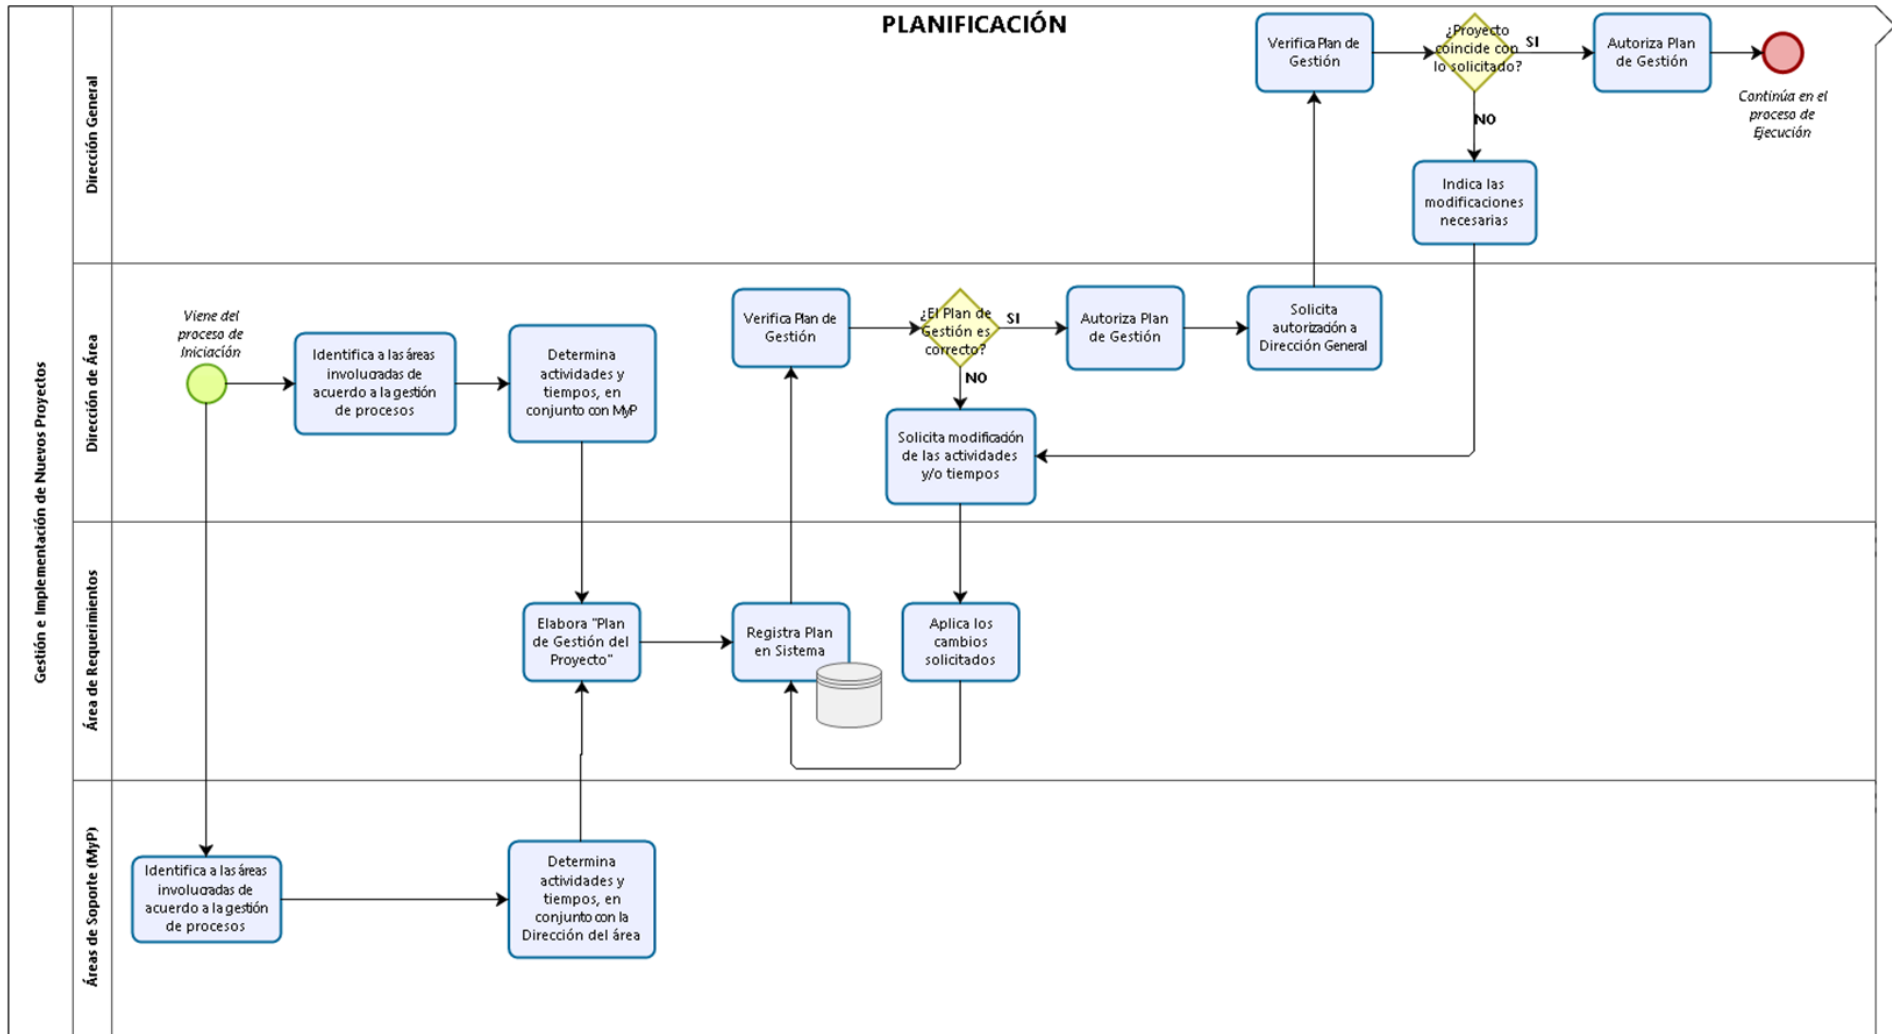 PLANIFICACIÓN
Gestión e Implementación de Nuevos Proyectos
Dirección General
Verifica Plan de
Gestión
¿Proyecto
coincide con
lo solicitado?
SI
NO
Autoriza Plan
de Gestión
Continúa en el
proceso de
Ejecución
Indica las
modificaciones
necesarias
Dirección de Área
Viene del
proceso de
Iniciación
Identifica a las áreas
involucradas de
acuerdo a la gestión
de procesos
Determina
actividades y
tiempos, en
conjunto con MyP
Verifica Plan de
Gestión
¿El Plan de
Gestión es
correcto?
SI
NO
Autoriza Plan
de Gestión
Solicita
autorización a
Dirección General
Solicita modificación
de las actividades
y/o tiempos
Área de Requerimientos
Elabora "Plan
de Gestión del
Proyecto"
Registra Plan
en Sistema
Aplica los
cambios
solicitados
Áreas de Soporte (MyP)
Identifica a las áreas
involucradas de
acuerdo a la gestión
de procesos
Determina
actividades y
tiempos, en
conjunto con la
Dirección del área